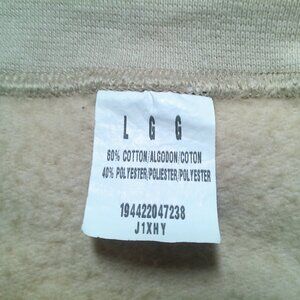 L G G
60% COTTON/ALGODON/COTON
40% POLYESTER/POLIESTER/POLYESTER
194422047238
J1XHY